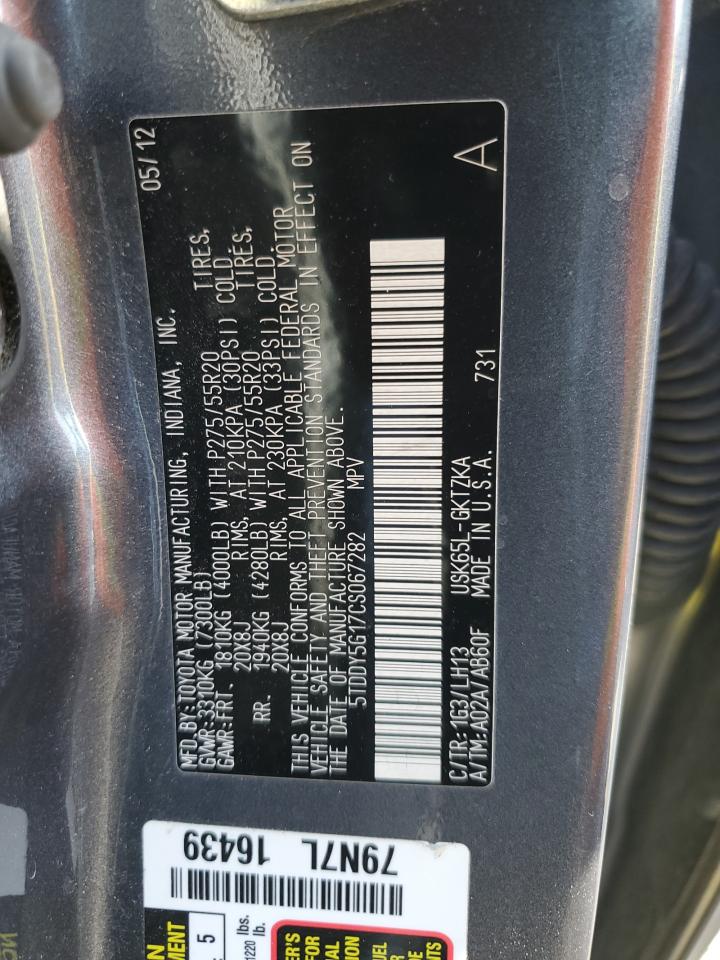 05/12
MFD.BY:TOYOTA MOTOR MANUFACTURING, INDIANA, INC.
GVWR:3310KG (7300LB)
GAWR:FRT. 1810KG (4000LB) WITH P275/55R20 TIRES,
20X8J RIMS, AT 210KPA (30PSI) COLD
RR. 1940KG (4280LB) WITH P275/55R20 TIRES,
20X8J RIMS, AT 230KPA (33PSI) COLD.
THIS VEHICLE CONFORMS TO ALL APPLICABLE FEDERAL MOTOR
VEHICLE SAFETY AND THEFT PREVENTION STANDARDS IN EFFECT ON
THE DATE OF MANUFACTURE SHOWN ABOVE.
5TDDY5G17CS067282 MPV
C/TR:1G3/LH13 USK65L-GKTZKA
A/TM:A02A/AB60F MADE IN U.S.A. 731
A
79N7L 16439
5
1220 lb.
lbs.